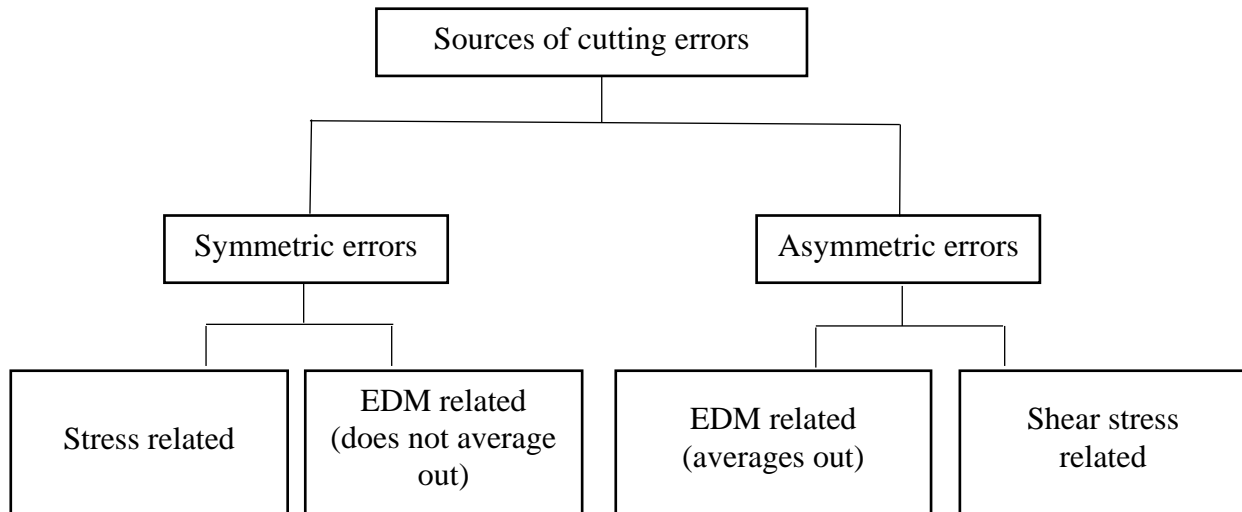 Sources of cutting errors
Symmetric errors
Asymmetric errors
Stress related
EDM related
(does not average
out)
EDM related
(averages out)
Shear stress
related